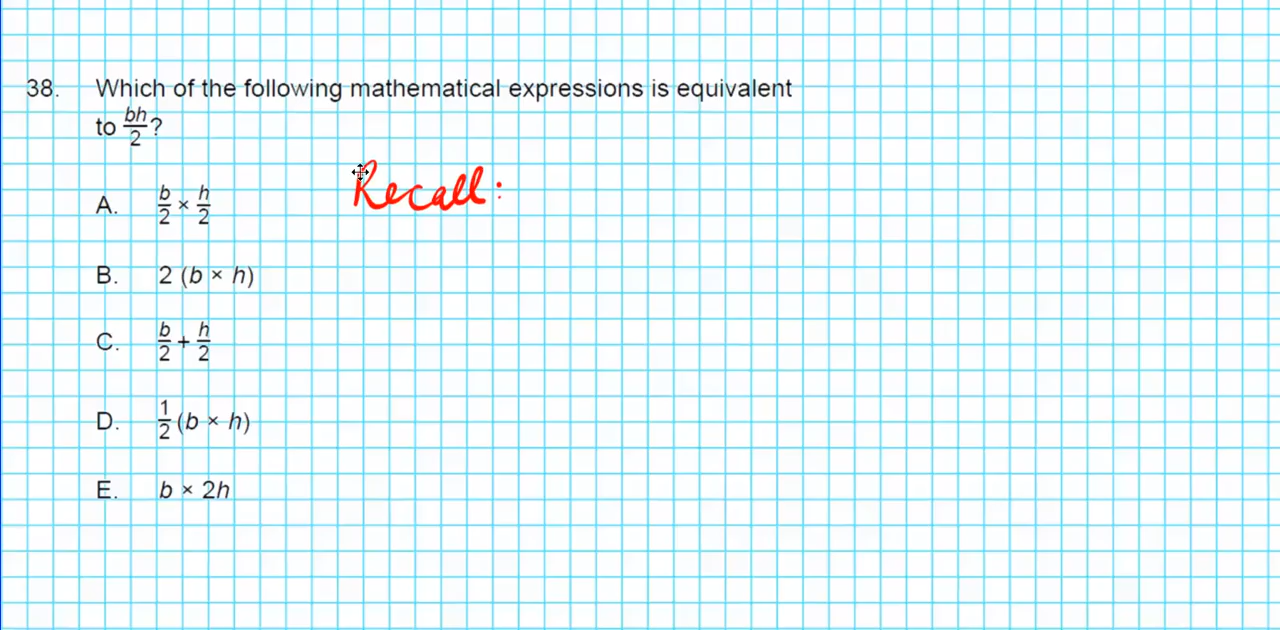 38. Which of the following mathematical expressions is equivalent
to bh/2?
Recall:
A. b/2 × h/2
B. 2 (b × h)
C. b/2 + h/2
D. 1/2 (b × h)
E. b × 2h